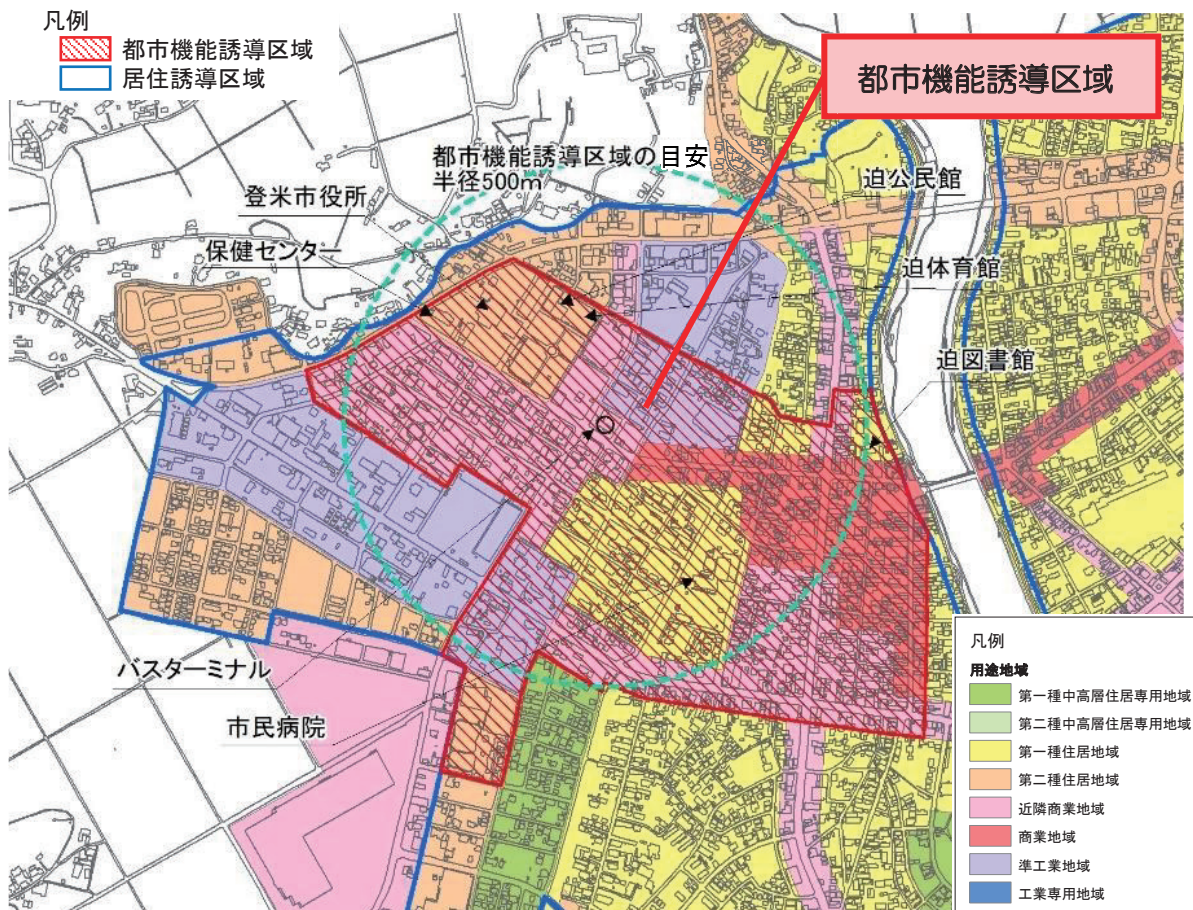 凡例
都市機能誘導区域
居住誘導区域
都市機能誘導区域
都市機能誘導区域の目安
半径500m
登米市役所
保健センター
迫公民館
迫体育館
迫図書館
バスターミナル
市民病院
凡例
用途地域
第一種中高層住居専用地域
第二種中高層住居専用地域
第一種住居地域
第二種住居地域
近隣商業地域
商業地域
準工業地域
工業専用地域